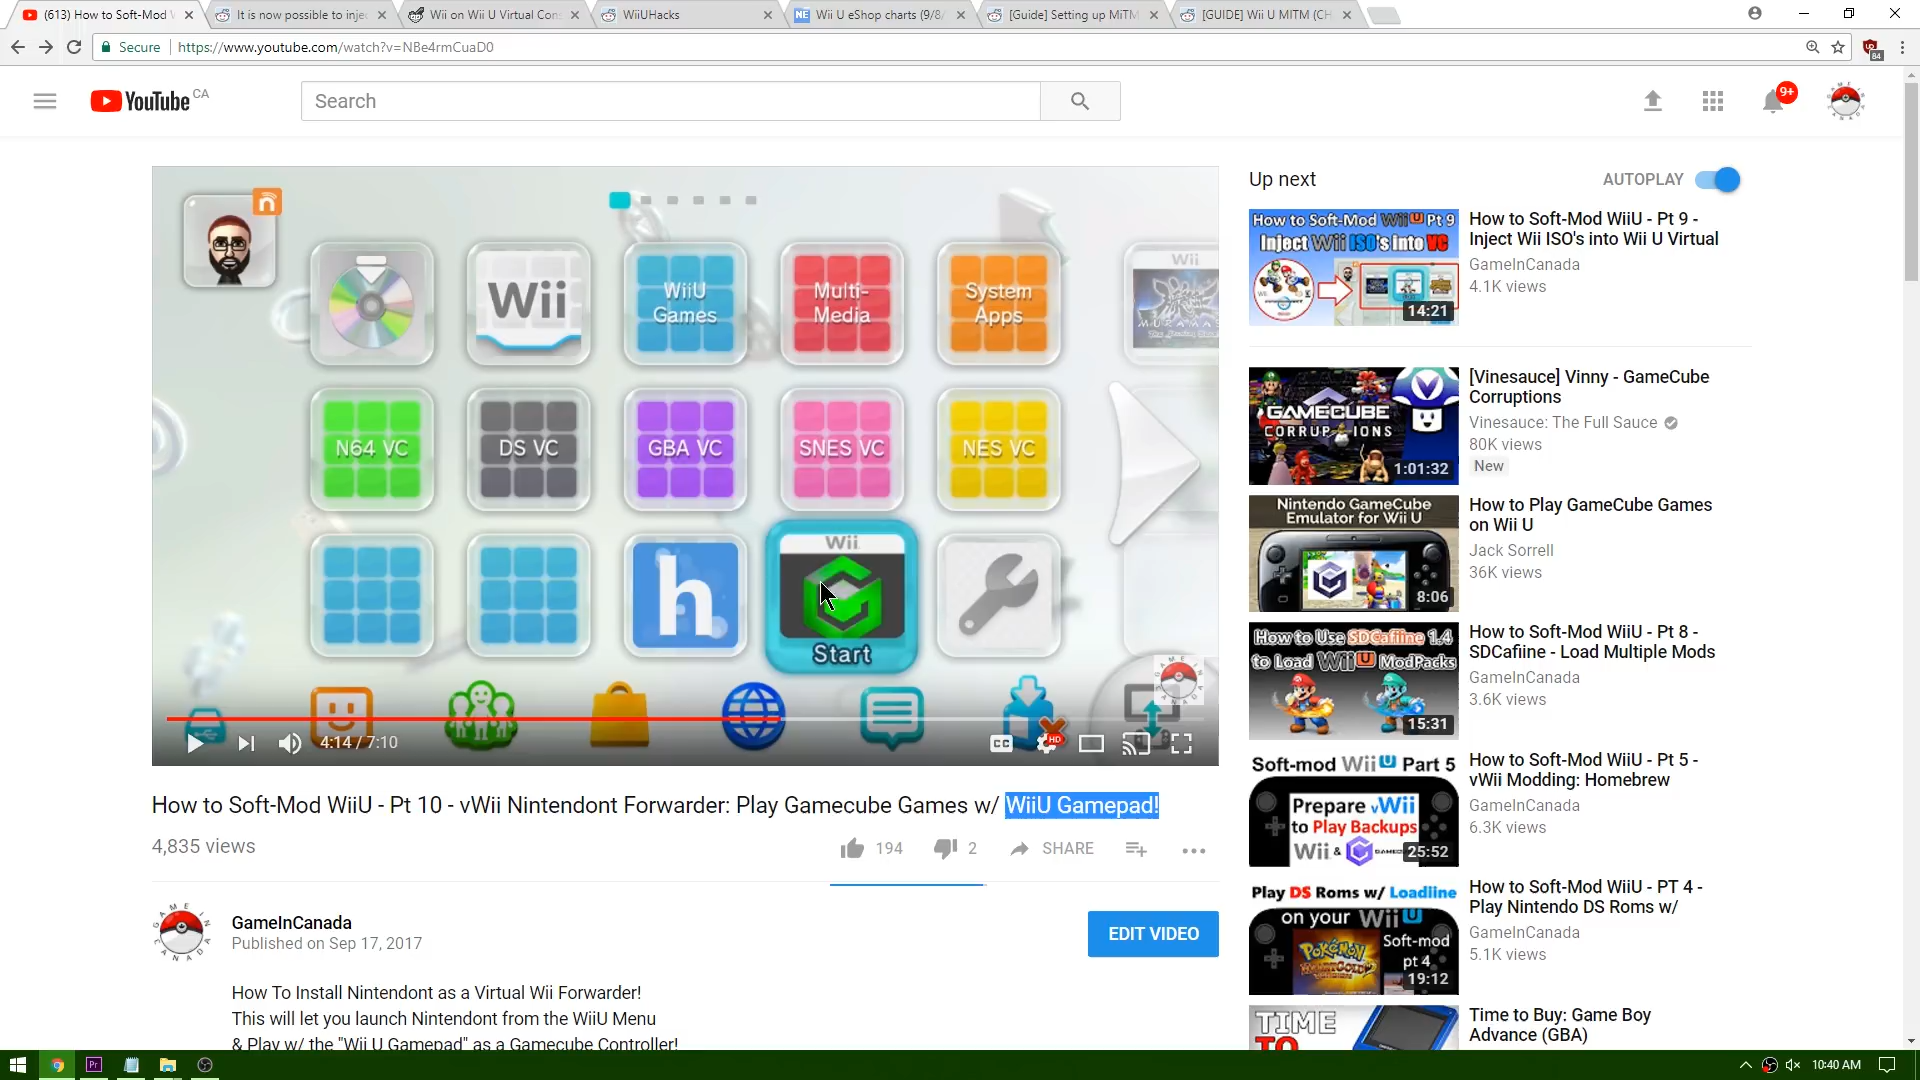 (613) How to Soft-Mod W
It is now possible to inje
Wii on Wii U Virtual Con
WiiUHacks
Wii U eShop charts (9/8/
[Guide] Setting up MiTM
[GUIDE] Wii U MITM (CH
Secure
https://www.youtube.com/watch?v=NBe4rmCuaD0
84
YouTube CA
Search
9+
Wii
WiiU Games
Multi-Media
System Apps
Wii
MURAMASA
N64 VC
DS VC
GBA VC
SNES VC
NES VC
h
Wii
Start
4:14 / 7:10
CC
HD
How to Soft-Mod WiiU - Pt 10 - vWii Nintendont Forwarder: Play Gamecube Games w/ WiiU Gamepad!
4,835 views
194
2
SHARE
GAME IN CANADA
GameInCanada
Published on Sep 17, 2017
EDIT VIDEO
How To Install Nintendont as a Virtual Wii Forwarder!
This will let you launch Nintendont from the WiiU Menu
& Play w/ the "Wii U Gamepad" as a Gamecube Controller!
Up next
AUTOPLAY
How to Soft-Mod WiiU Pt 9
Inject Wii ISO's into VC
14:21
How to Soft-Mod WiiU - Pt 9 -
Inject Wii ISO's into Wii U Virtual
GameInCanada
4.1K views
GAMECUBE
CORRUPTIONS
1:01:32
[Vinesauce] Vinny - GameCube
Corruptions
Vinesauce: The Full Sauce
80K views
New
Nintendo GameCube
Emulator for Wii U
8:06
How to Play GameCube Games
on Wii U
Jack Sorrell
36K views
How to Use SDCafiine 1.4
to Load WiiU ModPacks
15:31
How to Soft-Mod WiiU - Pt 8 -
SDCafiine - Load Multiple Mods
GameInCanada
3.6K views
Soft-mod WiiU Part 5
Prepare vWii
to Play Backups
Wii &
25:52
How to Soft-Mod WiiU - Pt 5 -
vWii Modding: Homebrew
GameInCanada
6.3K views
Play DS Roms w/ Loadiine
on your WiiU
Soft-mod
pt 4
Pokémon
19:12
How to Soft-Mod WiiU - PT 4 -
Play Nintendo DS Roms w/
GameInCanada
5.1K views
TIME
TO
Time to Buy: Game Boy
Advance (GBA)
Pr
10:40 AM